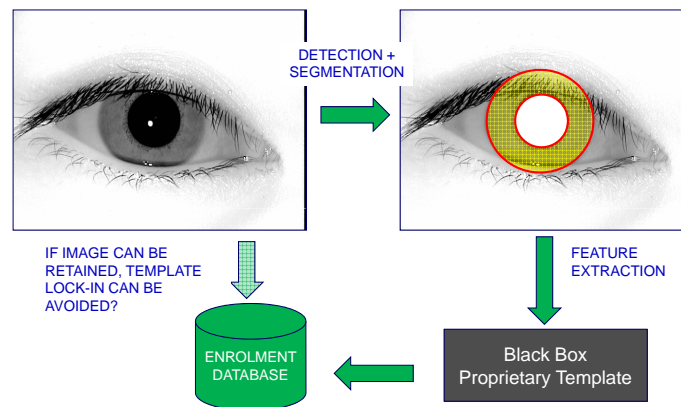 DETECTION +
SEGMENTATION
IF IMAGE CAN BE
RETAINED, TEMPLATE
LOCK-IN CAN BE
AVOIDED?
FEATURE
EXTRACTION
ENROLMENT
DATABASE
Black Box
Proprietary Template